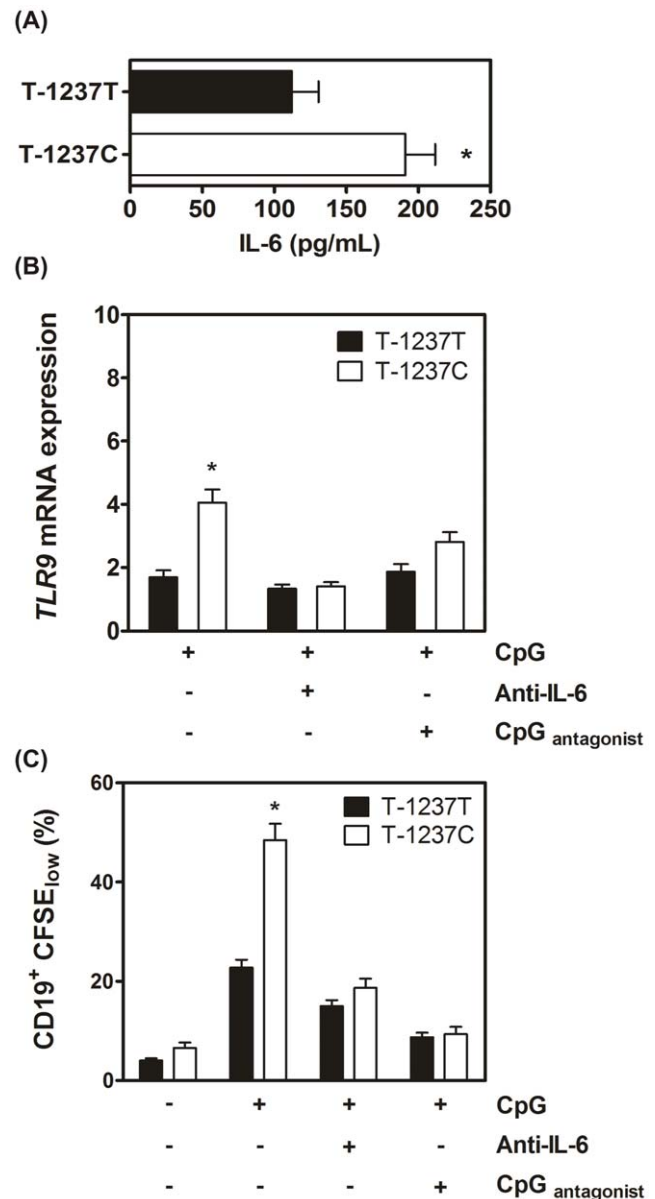 (A)
T-1237T
T-1237C
*
0 50 100 150 200 250
IL-6 (pg/mL)
(B)
10
8
6
4
2
0
TLR9 mRNA expression
T-1237T
T-1237C
*
+ + + CpG
- + - Anti-IL-6
- - + CpG antagonist
(C)
60
40
20
0
CD19+ CFSElow (%)
T-1237T
T-1237C
*
- + + + CpG
- - + - Anti-IL-6
- - - + CpG antagonist